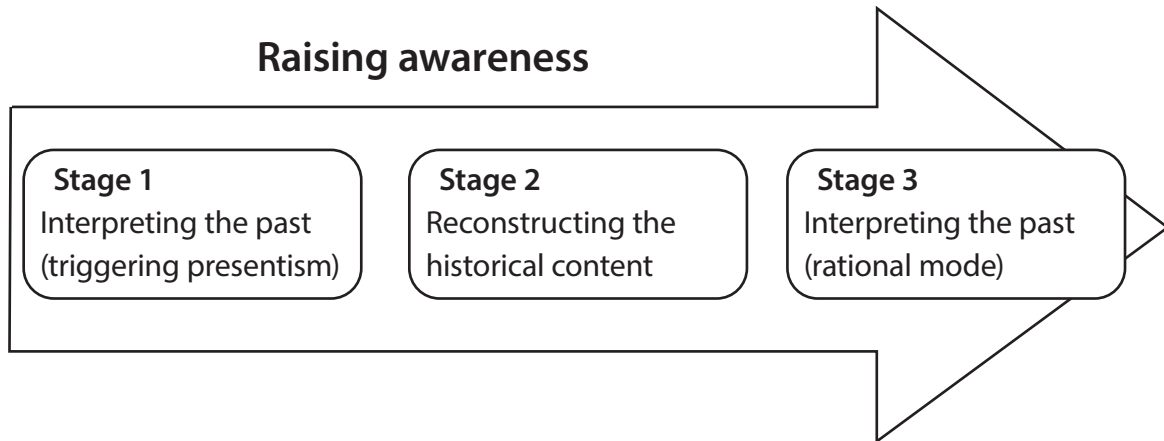 Raising awareness
Stage 1
Interpreting the past
(triggering presentism)
Stage 2
Reconstructing the
historical content
Stage 3
Interpreting the past
(rational mode)